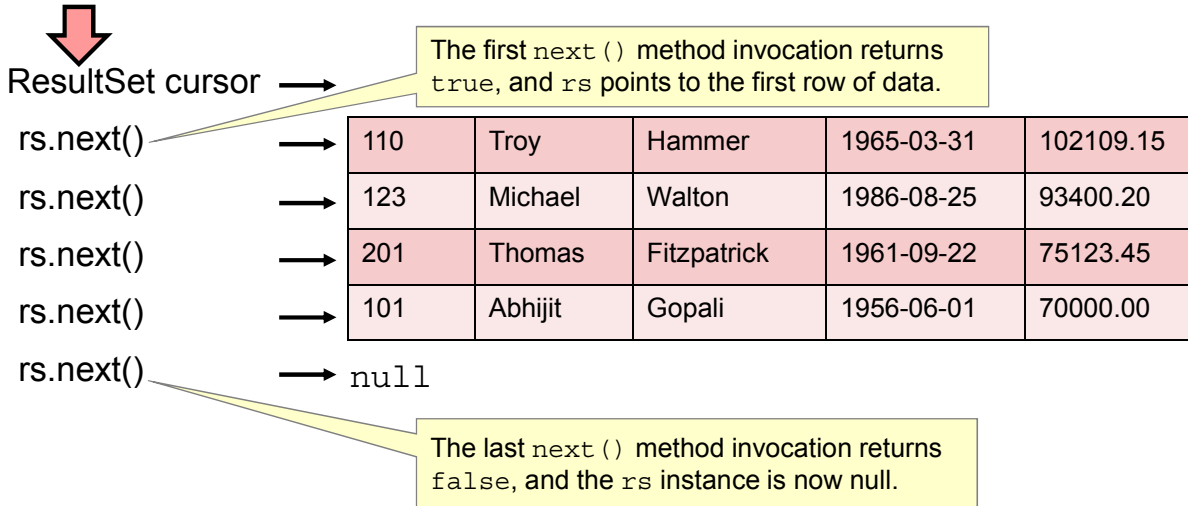 The first next() method invocation returns
true, and rs points to the first row of data.
ResultSet cursor
rs.next()
110 Troy Hammer 1965-03-31 102109.15
rs.next()
123 Michael Walton 1986-08-25 93400.20
rs.next()
201 Thomas Fitzpatrick 1961-09-22 75123.45
rs.next()
101 Abhijit Gopali 1956-06-01 70000.00
rs.next()
null
The last next() method invocation returns
false, and the rs instance is now null.